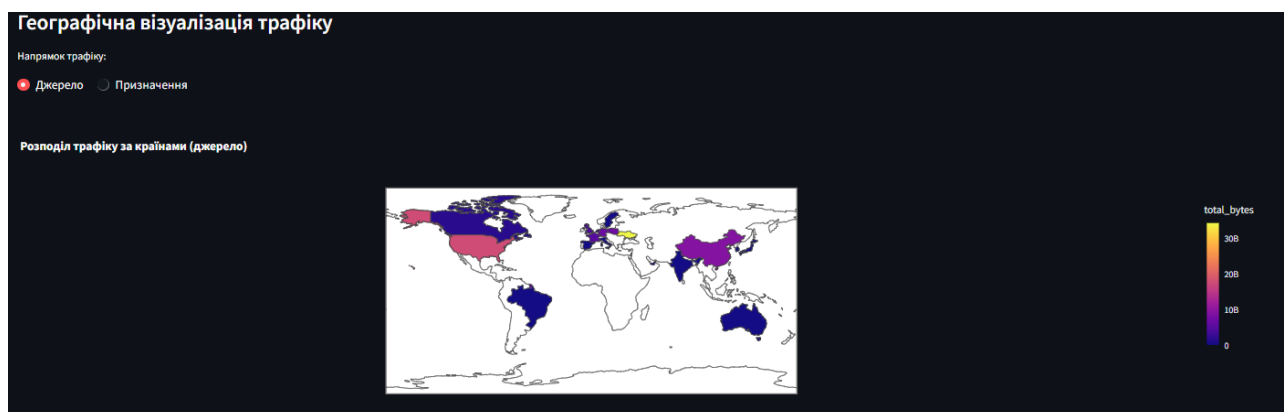 Географічна візуалізація трафіку
Напрямок трафіку:
Джерело Призначення
Розподіл трафіку за країнами (джерело)
total_bytes
30B
20B
10B
0